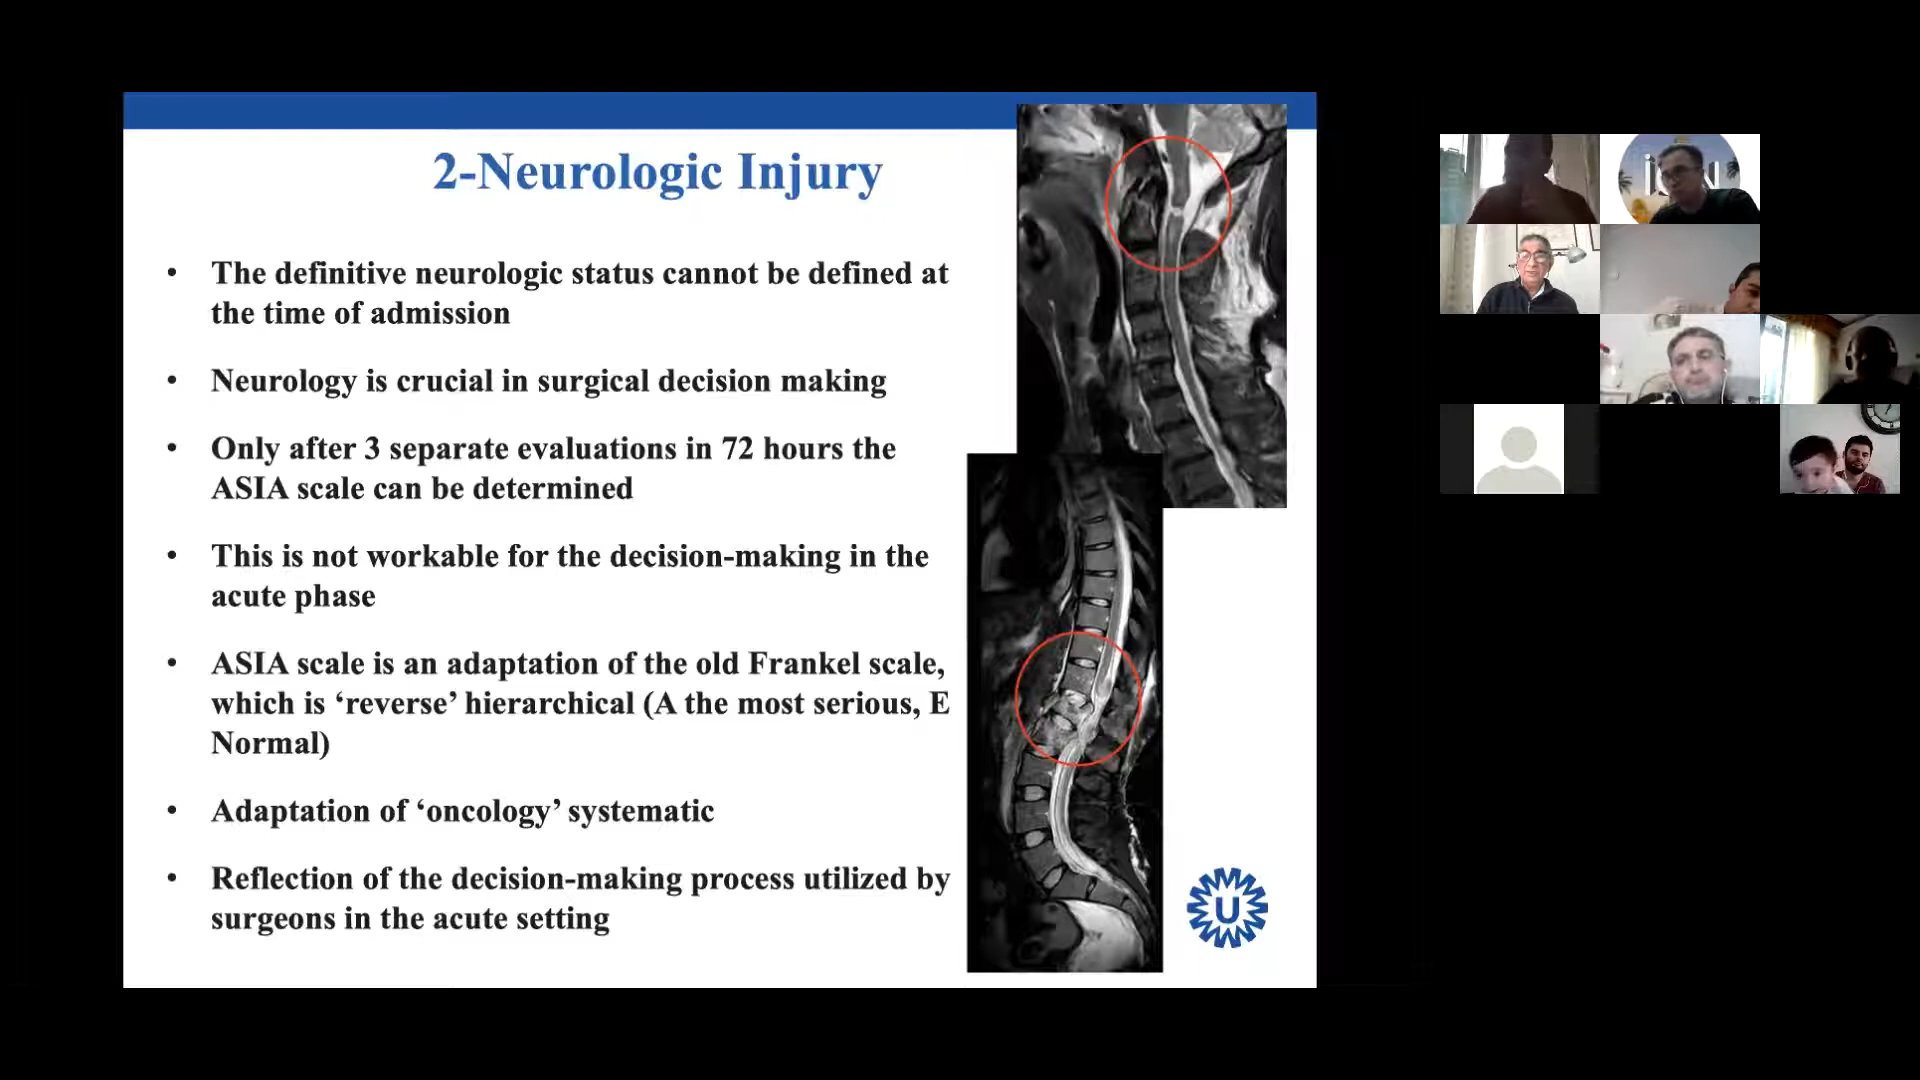 2-Neurologic Injury
• The definitive neurologic status cannot be defined at
the time of admission
• Neurology is crucial in surgical decision making
• Only after 3 separate evaluations in 72 hours the
ASIA scale can be determined
• This is not workable for the decision-making in the
acute phase
• ASIA scale is an adaptation of the old Frankel scale,
which is ‘reverse’ hierarchical (A the most serious, E
Normal)
• Adaptation of ‘oncology’ systematic
• Reflection of the decision-making process utilized by
surgeons in the acute setting
U